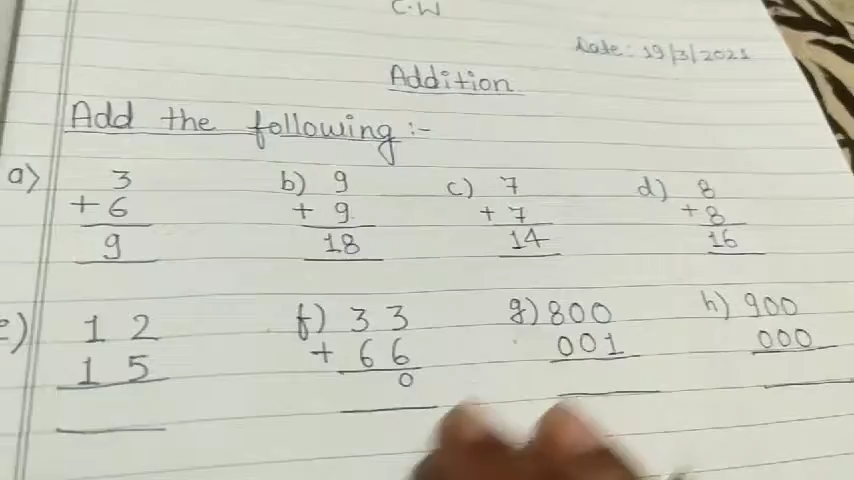 C.W
Date: 19/3/2021
Addition
Add the following :-
a) 3 b) 9 c) 7 d) 8
+ 6 + 9 + 7 + 8
9 18 14 16
e) 1 2 f) 3 3 g) 800 h) 900
1 5 + 6 6 001 000
0